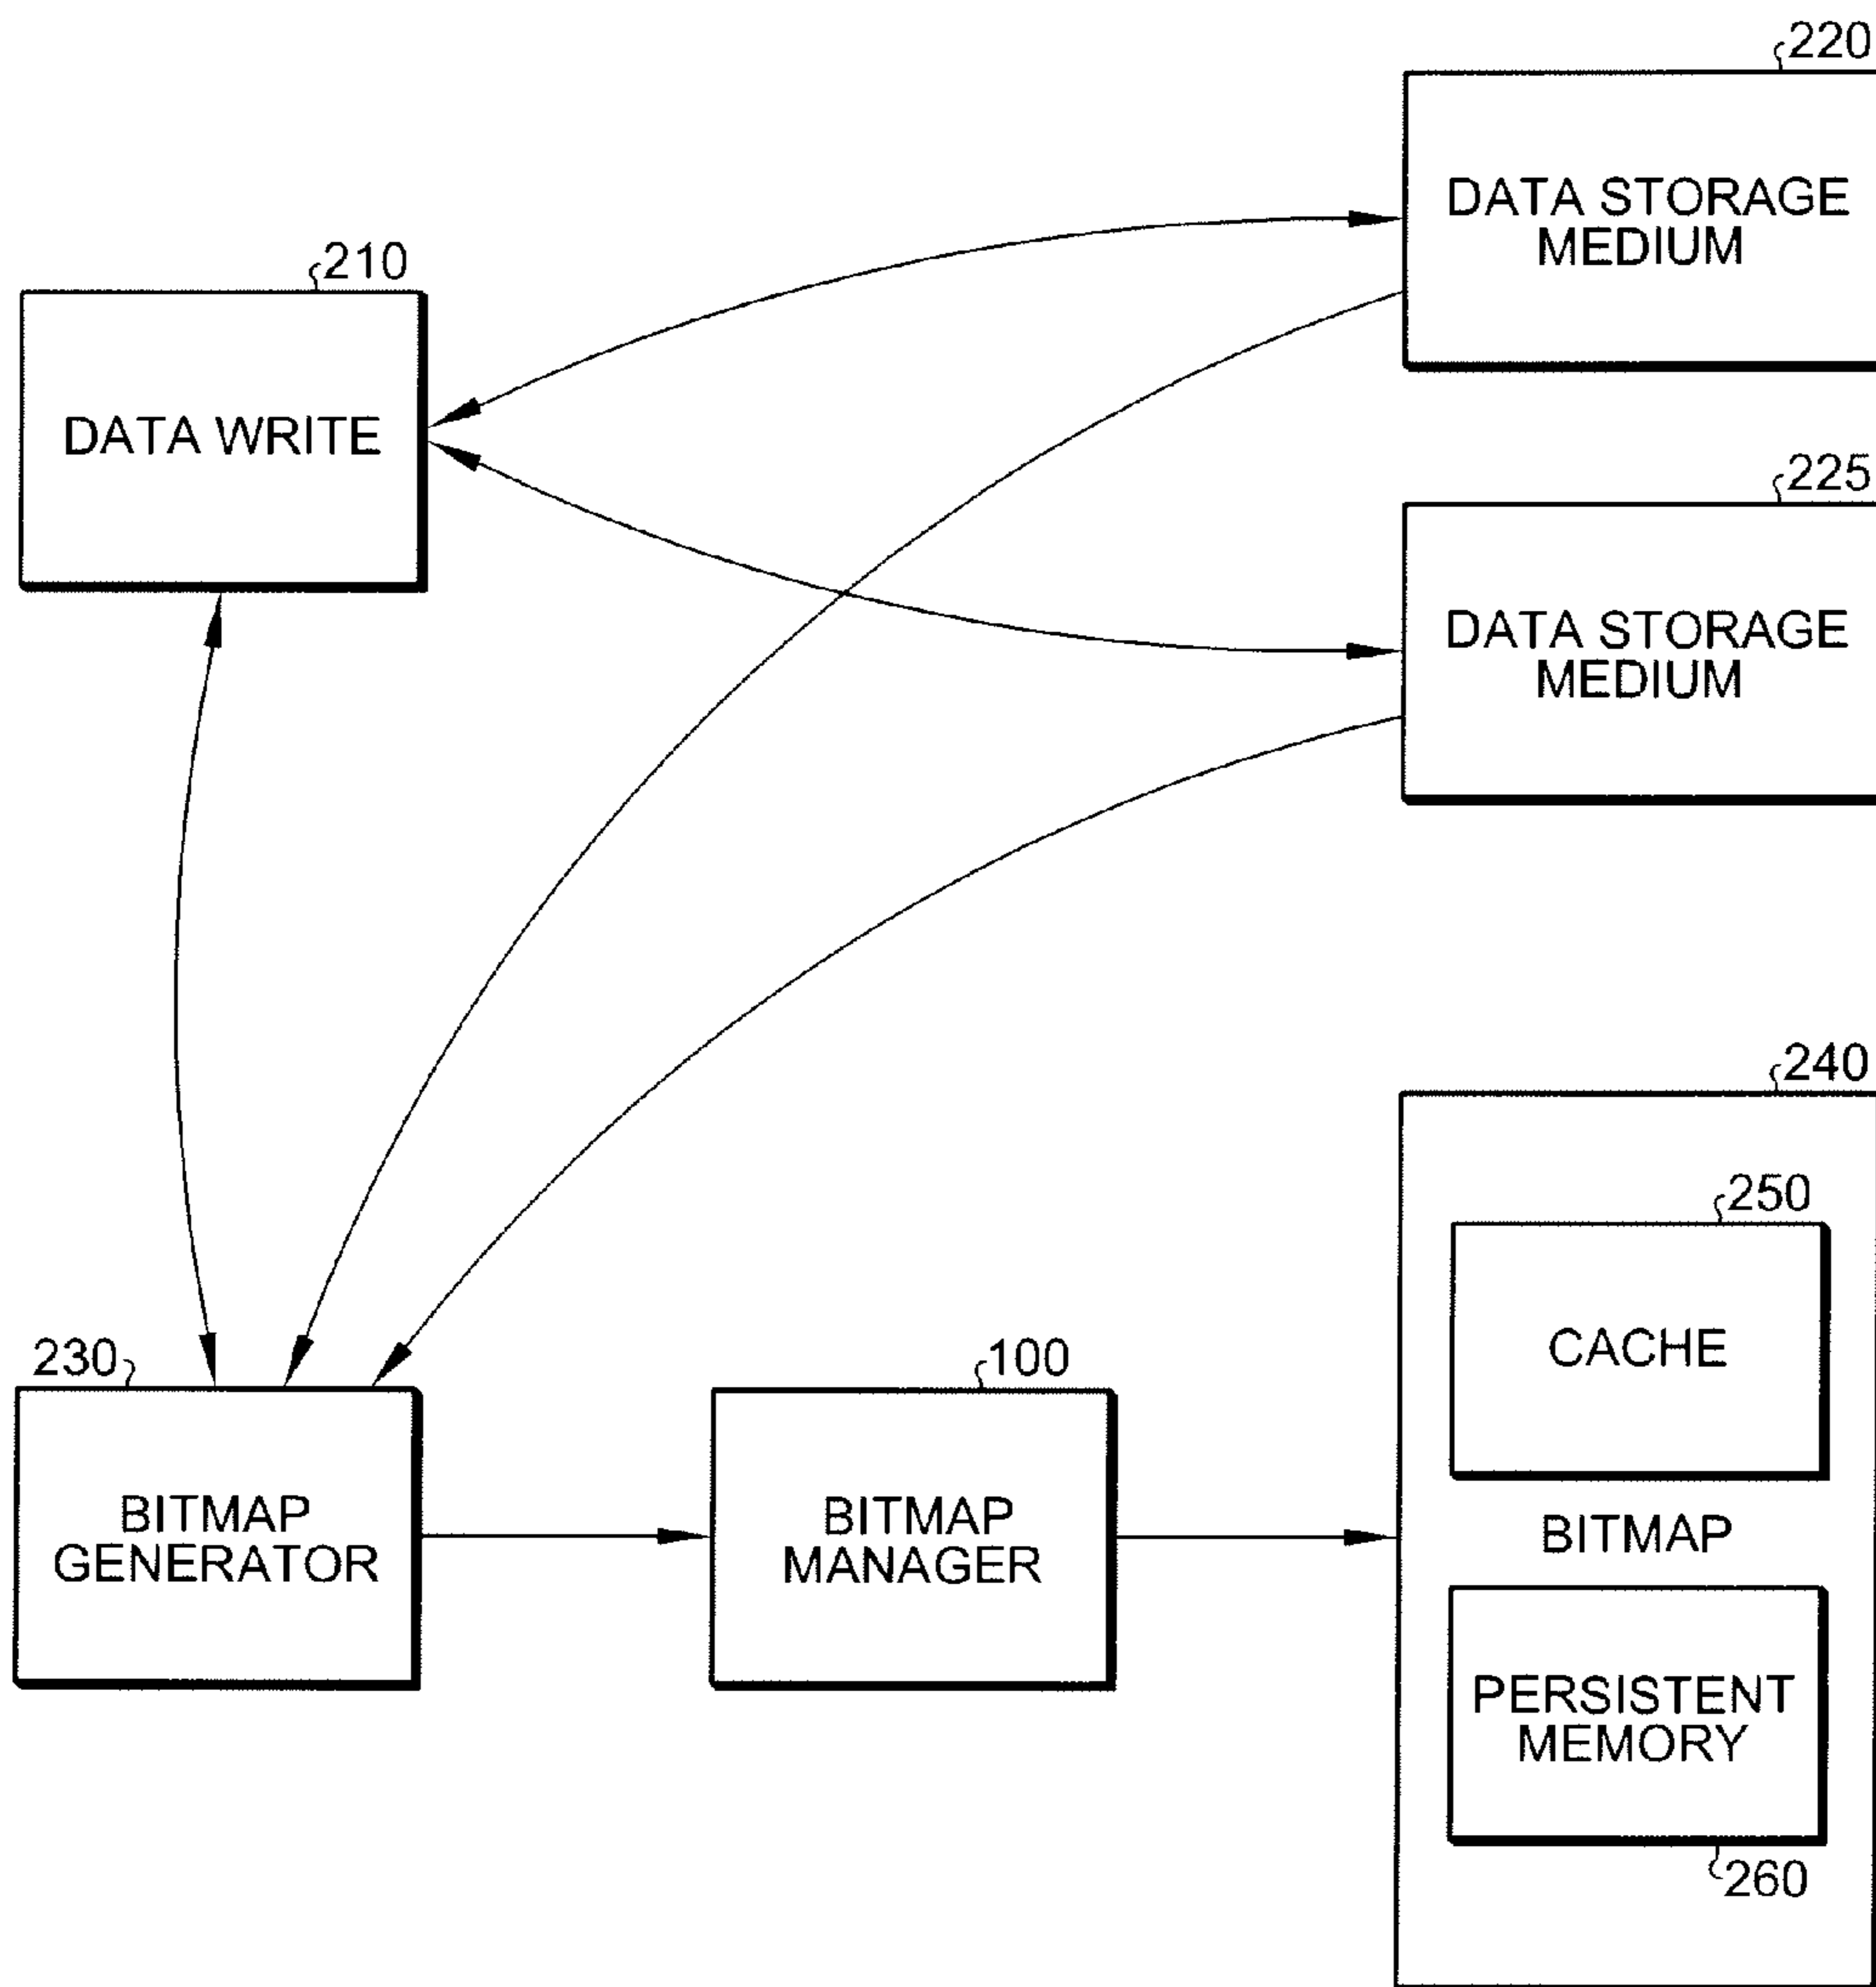 220
DATA STORAGE
MEDIUM
210
DATA WRITE
225
DATA STORAGE
MEDIUM
240
250
CACHE
230
BITMAP
GENERATOR
100
BITMAP
MANAGER
BITMAP
PERSISTENT
MEMORY
260